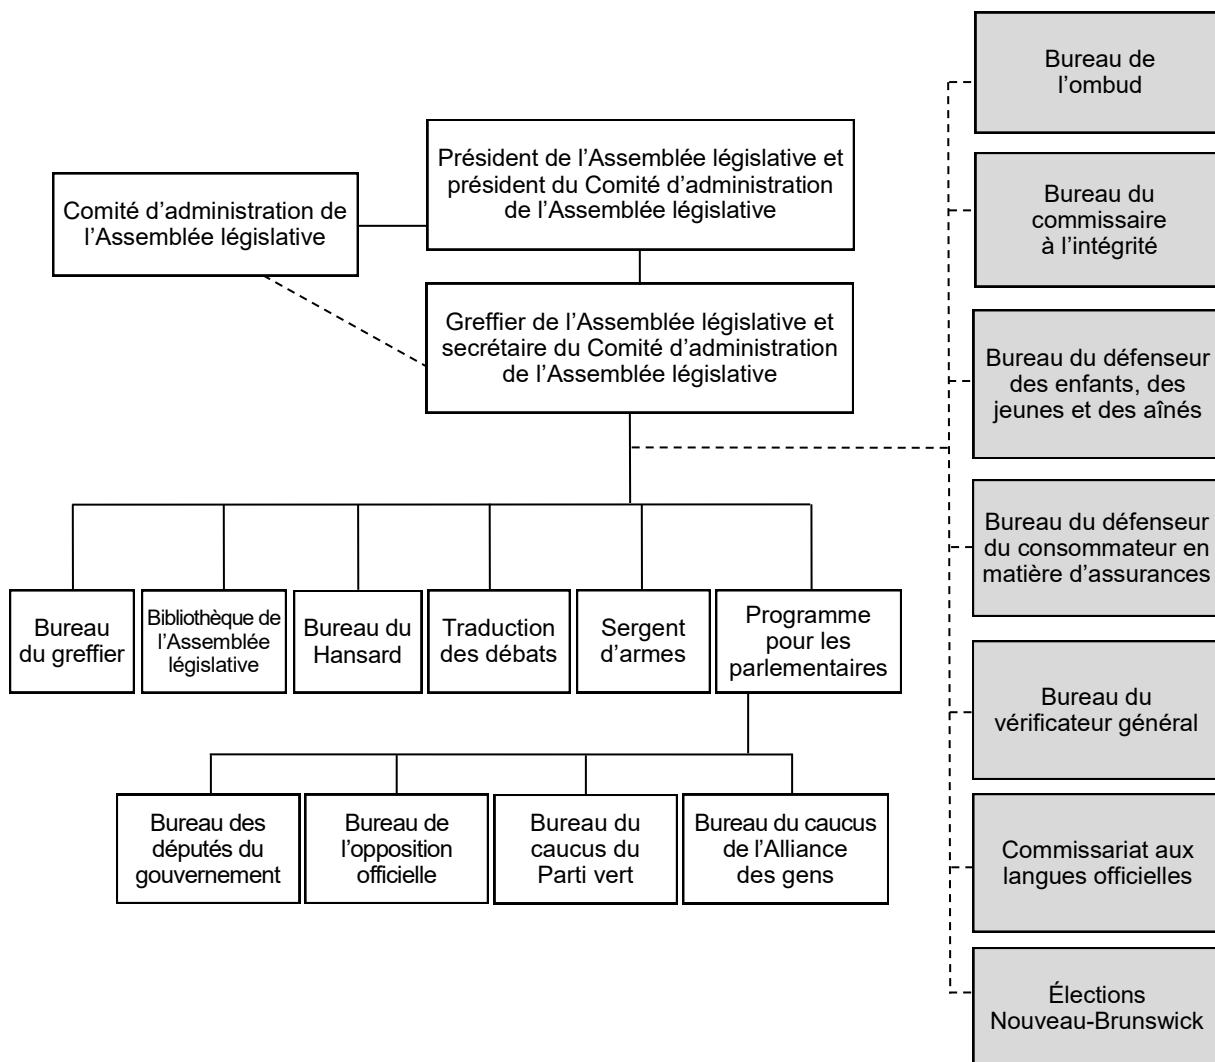 Bureau de
l’ombud
Président de l’Assemblée législative et
président du Comité d’administration
de l’Assemblée législative
Comité d’administration de
l’Assemblée législative
Bureau du
commissaire
à l’intégrité
Greffier de l’Assemblée législative et
secrétaire du Comité d’administration
de l’Assemblée législative
Bureau du défenseur
des enfants, des
jeunes et des aînés
Bureau du défenseur
du consommateur en
matière d’assurances
Bureau
du greffier
Bibliothèque de
l’Assemblée
législative
Bureau du
Hansard
Traduction
des débats
Sergent
d’armes
Programme
pour les
parlementaires
Bureau du
vérificateur général
Bureau des
députés du
gouvernement
Bureau de
l’opposition
officielle
Bureau du
caucus du
Parti vert
Bureau du caucus
de l’Alliance
des gens
Commissariat aux
langues officielles
Élections
Nouveau-Brunswick